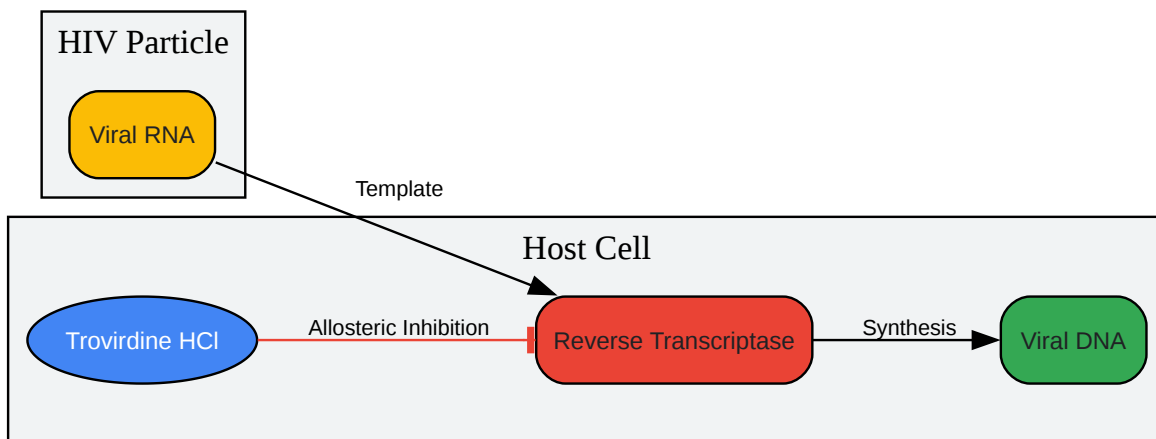 HIV Particle
Viral RNA
Template
Host Cell
Trovirdine HCl
Allosteric Inhibition
Reverse Transcriptase
Synthesis
Viral DNA